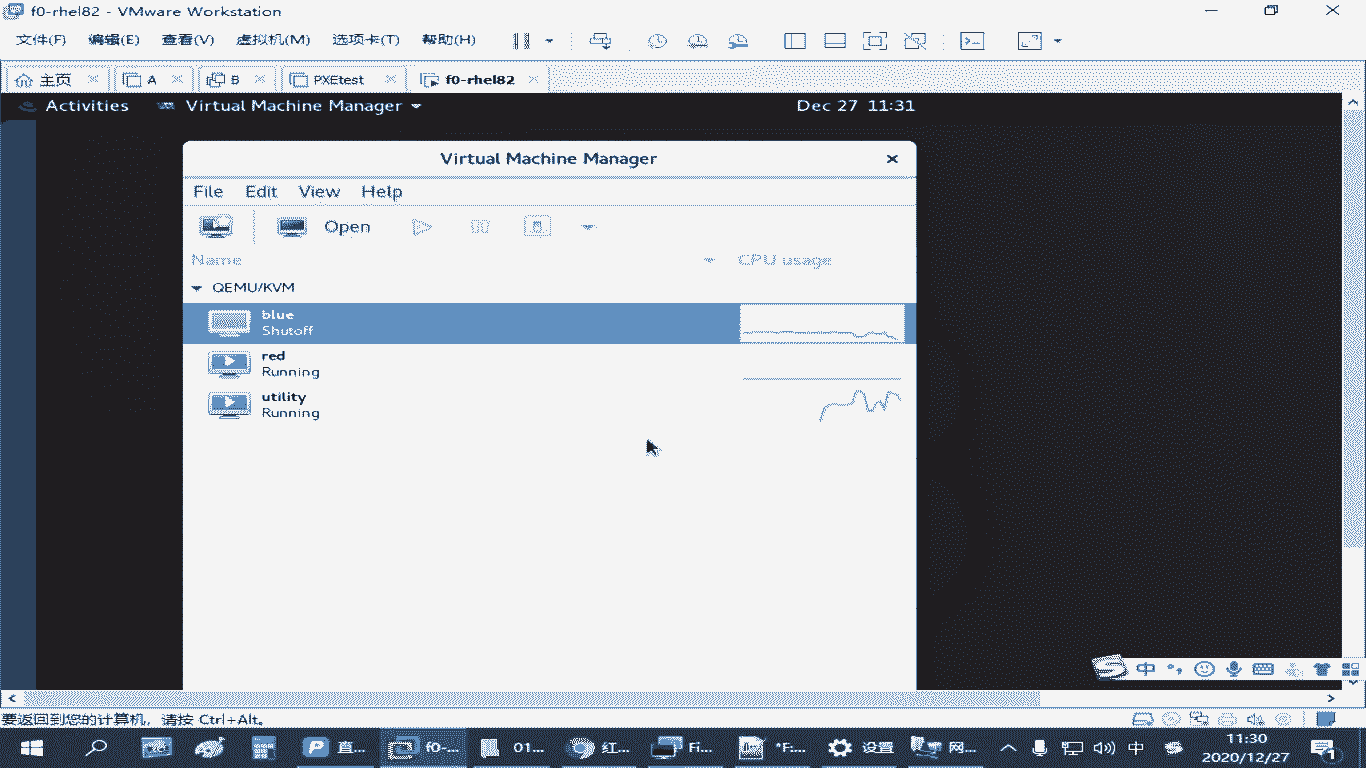 f0-rhel82 - VMware Workstation
文件(F) 编辑(E) 查看(V) 虚拟机(M) 选项卡(T) 帮助(H)
主页 A B PXEtest f0-rhel82
Activities Virtual Machine Manager Dec 27 11:31
Virtual Machine Manager
File Edit View Help
Open
Name CPU usage
QEMU/KVM
blue
Shutoff
red
Running
utility
Running
中
要返回到您的计算机，请按 Ctrl+Alt。
直... f0-... 01... 红... Fi... *F:... 设置 网... 中 11:30
2020/12/27
1